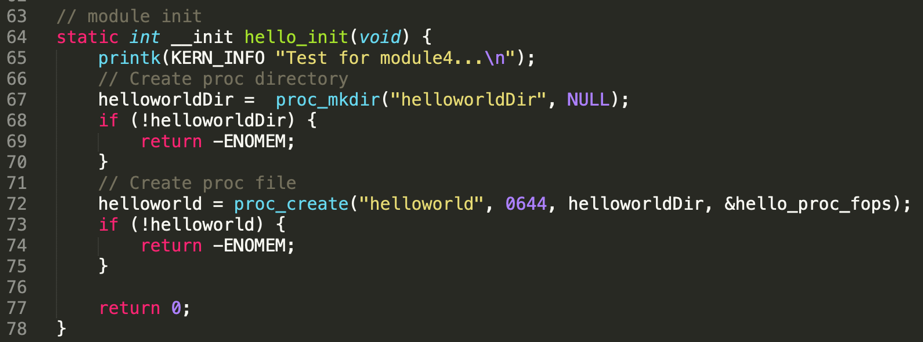 63 // module init
64 static int __init hello_init(void) {
65     printk(KERN_INFO "Test for module4...\n");
66     // Create proc directory
67     helloworldDir =  proc_mkdir("helloworldDir", NULL);
68     if (!helloworldDir) {
69         return -ENOMEM;
70     }
71     // Create proc file
72     helloworld = proc_create("helloworld", 0644, helloworldDir, &hello_proc_fops);
73     if (!helloworld) {
74         return -ENOMEM;
75     }
76
77     return 0;
78 }